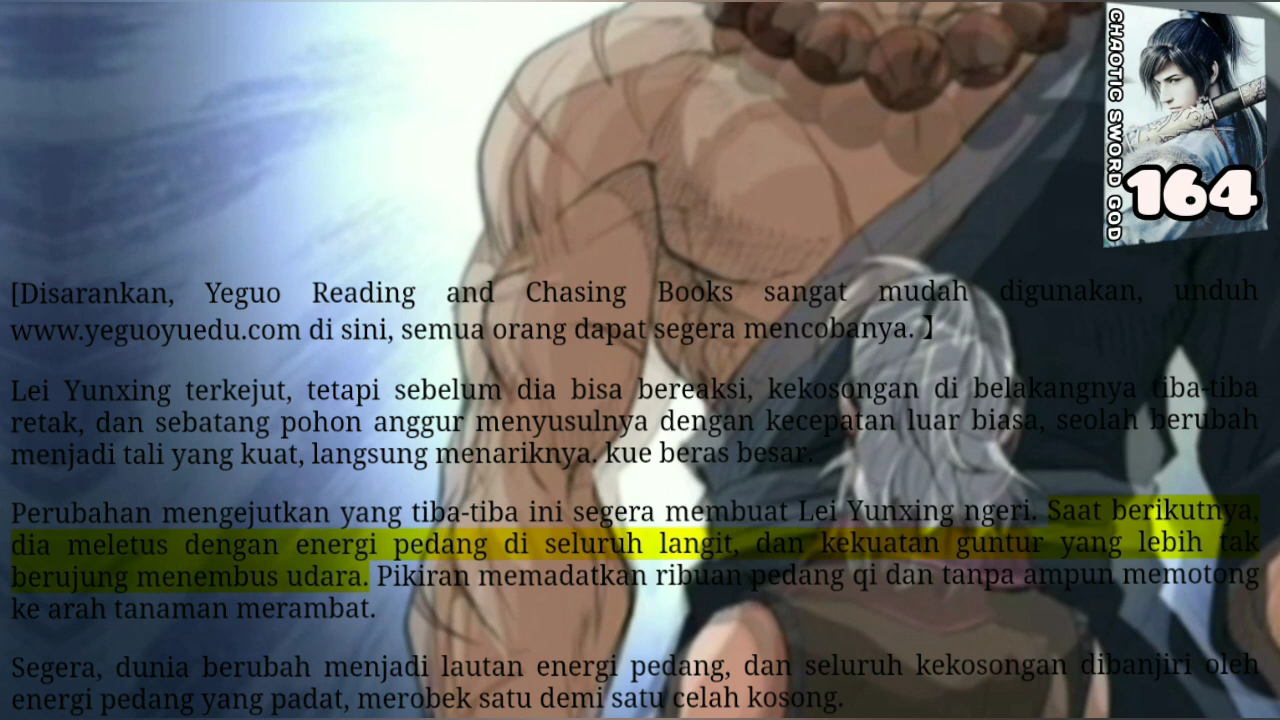 CHAOTIC SWORD GOD
164
[Disarankan, Yeguo Reading and Chasing Books sangat mudah digunakan, unduh
www.yeguoyuedu.com di sini, semua orang dapat segera mencobanya. 】
Lei Yunxing terkejut, tetapi sebelum dia bisa bereaksi, kekosongan di belakangnya tiba-tiba
retak, dan sebatang pohon anggur menyusulnya dengan kecepatan luar biasa, seolah berubah
menjadi tali yang kuat, langsung menariknya. kue beras besar.
Perubahan mengejutkan yang tiba-tiba ini segera membuat Lei Yunxing ngeri. Saat berikutnya,
dia meletus dengan energi pedang di seluruh langit, dan kekuatan guntur yang lebih tak
berujung menembus udara. Pikiran memadatkan ribuan pedang qi dan tanpa ampun memotong
ke arah tanaman merambat.
Segera, dunia berubah menjadi lautan energi pedang, dan seluruh kekosongan dibanjiri oleh
energi pedang yang padat, merobek satu demi satu celah kosong.